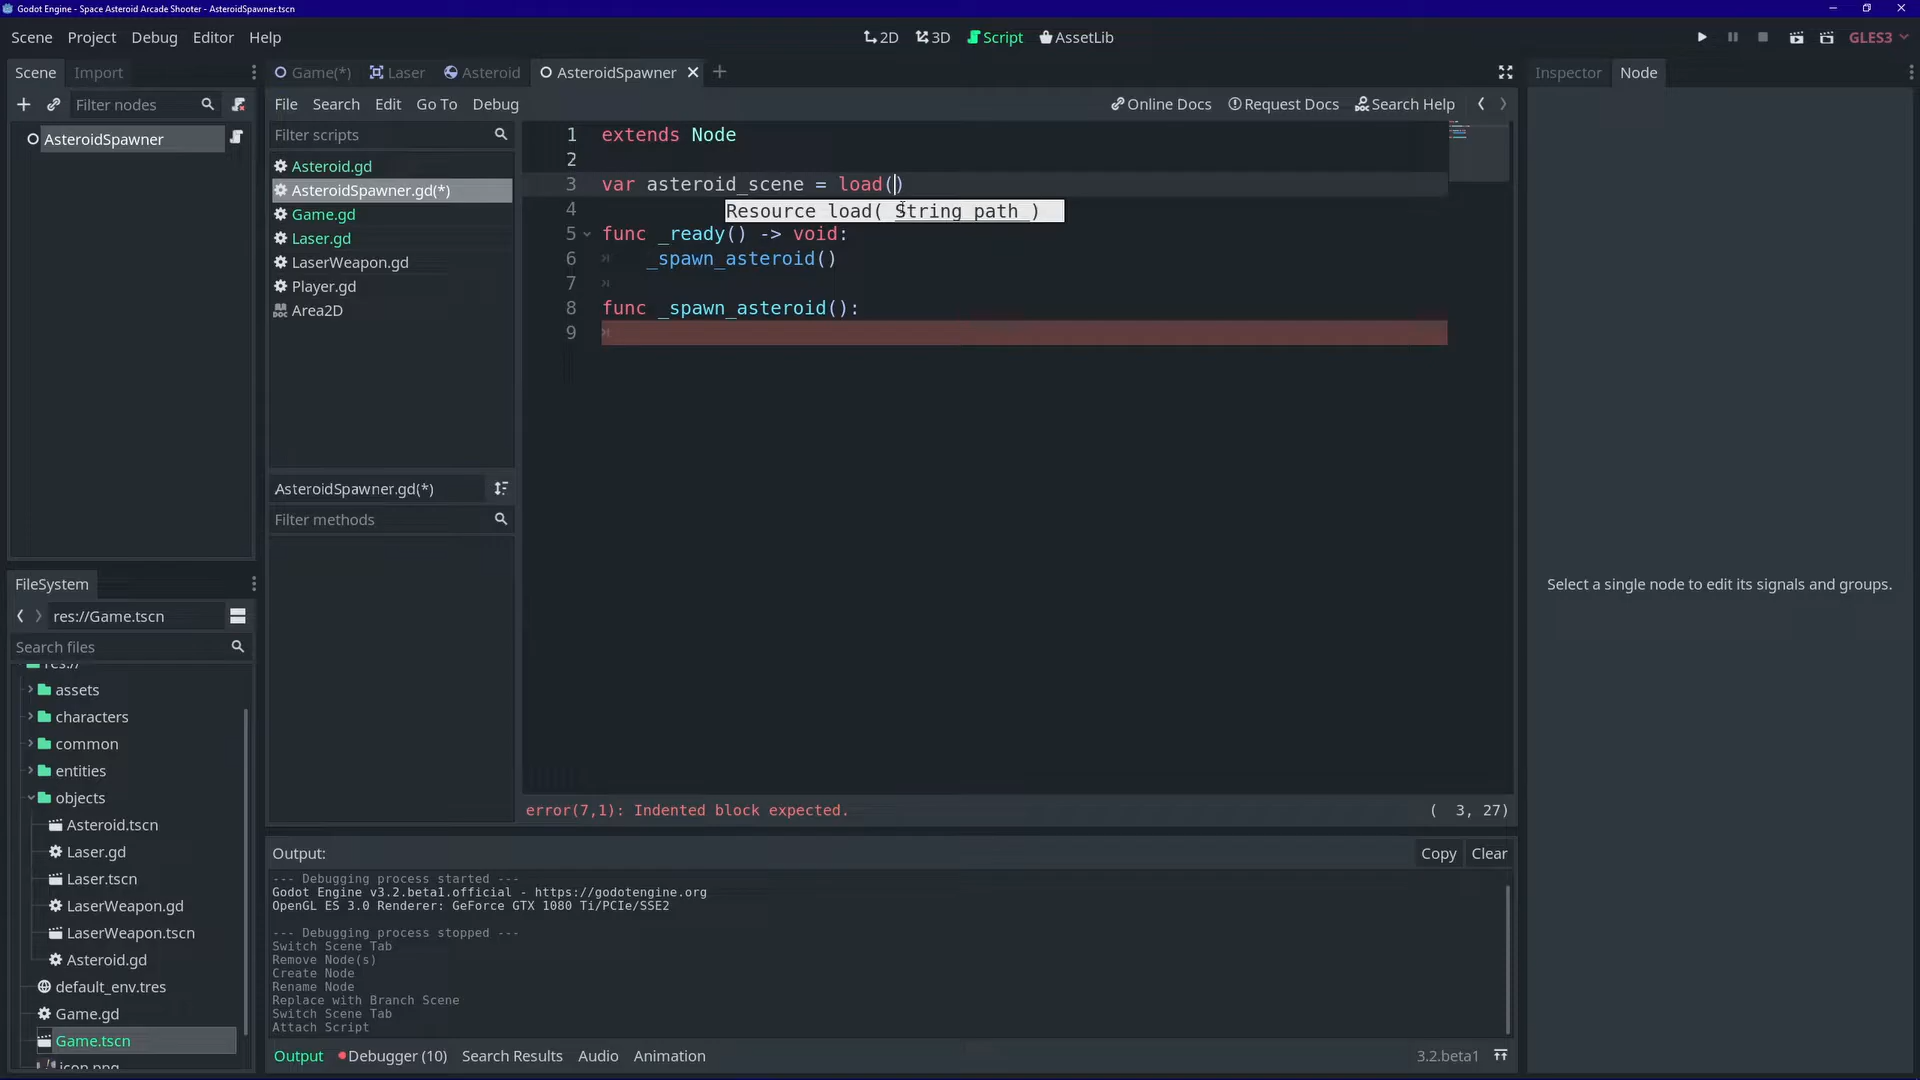 Godot Engine - Space Asteroid Arcade Shooter - AsteroidSpawner.tscn
Scene Project Debug Editor Help
2D 3D Script AssetLib
GLES3
Scene Import
Game(*) Laser Asteroid AsteroidSpawner
Inspector Node
Filter nodes
File Search Edit Go To Debug
Online Docs Request Docs Search Help
AsteroidSpawner
Filter scripts
Asteroid.gd
AsteroidSpawner.gd(*)
Game.gd
Laser.gd
LaserWeapon.gd
Player.gd
Area2D
AsteroidSpawner.gd(*)
Filter methods
1 extends Node
2
3 var asteroid_scene = load()
4
Resource load( String path )
5 func _ready() -> void:
6 _spawn_asteroid()
7
8 func _spawn_asteroid():
9
error(7,1): Indented block expected.
( 3, 27)
Select a single node to edit its signals and groups.
FileSystem
res://Game.tscn
Search files
res://
assets
characters
common
entities
objects
Asteroid.tscn
Laser.gd
Laser.tscn
LaserWeapon.gd
LaserWeapon.tscn
Asteroid.gd
default_env.tres
Game.gd
Game.tscn
icon.png
Output:
Copy Clear
--- Debugging process started ---
Godot Engine v3.2.beta1.official - https://godotengine.org
OpenGL ES 3.0 Renderer: GeForce GTX 1080 Ti/PCIe/SSE2
--- Debugging process stopped ---
Switch Scene Tab
Remove Node(s)
Create Node
Rename Node
Replace with Branch Scene
Switch Scene Tab
Attach Script
Output Debugger (10) Search Results Audio Animation
3.2.beta1